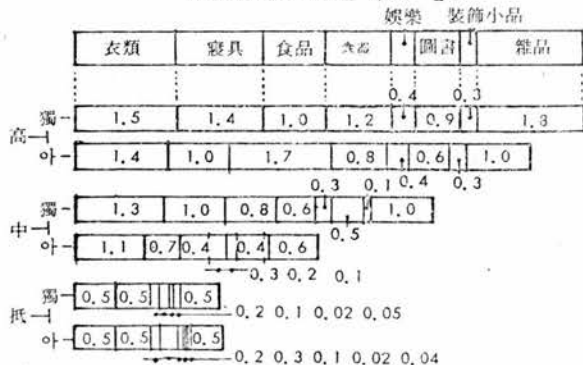 娛樂 裝飾小品
衣類 寢具 食品 食器 圖書 雜品
0.4 0.3
獨 1.5 1.4 1.0 1.2 0.9 1.8
高
아 1.4 1.0 1.7 0.8 0.6 1.0
0.3 0.1 0.4 0.3
獨 1.3 1.0 0.8 0.6 1.0
中 0.5
아 1.1 0.7 0.4 0.4 0.6
0.3 0.2 0.1
獨 0.5 0.5 0.5
抵 0.2 0.1 0.02 0.05
아 0.5 0.5 0.5
0.2 0.3 0.1 0.02 0.04